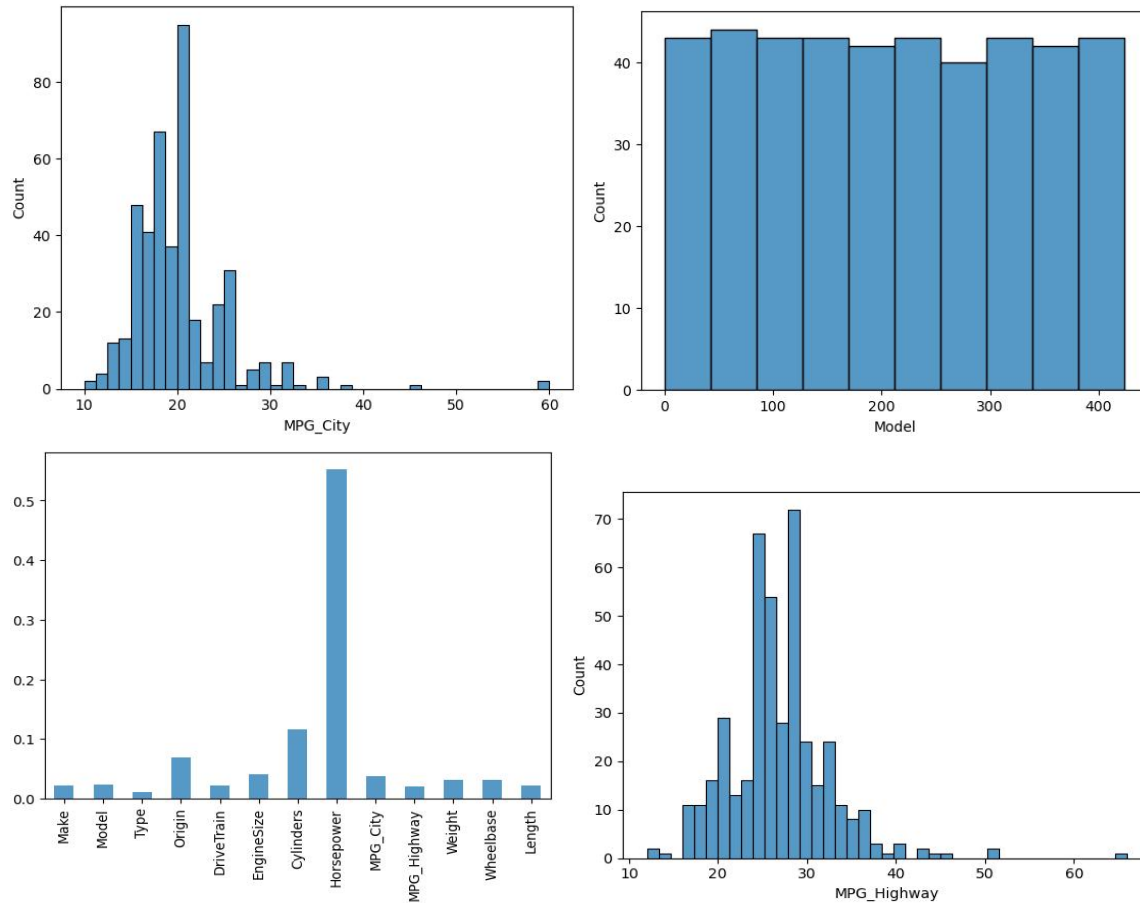 80
60
40
20
0
Count
10 20 30 40 50 60
MPG_City
40
30
20
10
0
Count
0 100 200 300 400
Model
0.5
0.4
0.3
0.2
0.1
0.0
Make
Model
Type
Origin
DriveTrain
EngineSize
Cylinders
Horsepower
MPG_City
MPG_Highway
Weight
Wheelbase
Length
70
60
50
40
30
20
10
0
Count
10 20 30 40 50 60
MPG_Highway